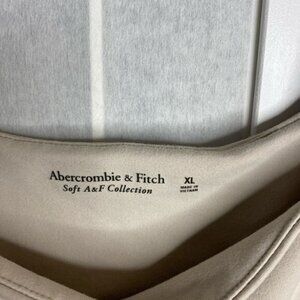 Abercrombie & Fitch
Soft A&F Collection
XL
MADE IN
VIETNAM